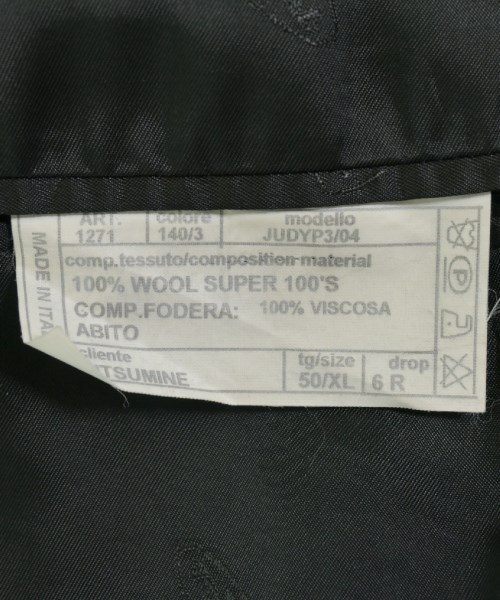 ART. colore modello
1271 140/3 JUDYP3/04
MADE IN ITA
comp.tessuto/composition-material
100% WOOL SUPER 100'S
COMP.FODERA: 100% VISCOSA
ABITO
cliente tg/size drop
TSUMINE 50/XL 6 R
P